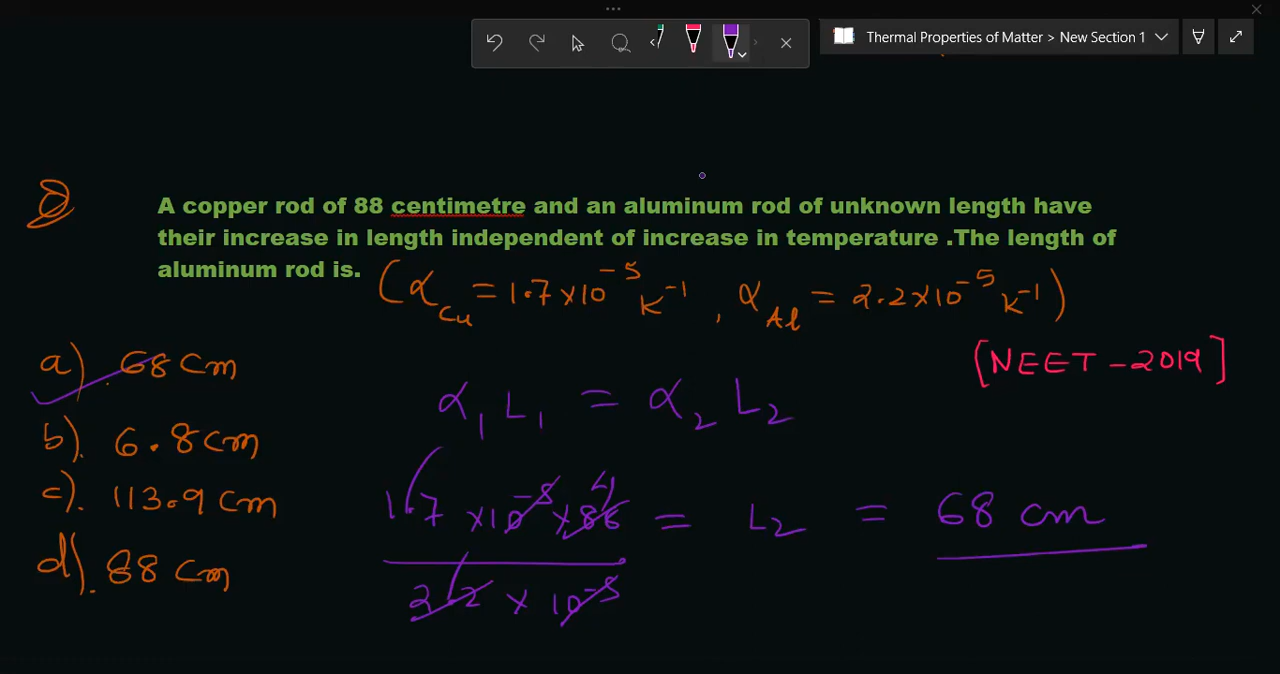 Thermal Properties of Matter > New Section 1
Q
A copper rod of 88 centimetre and an aluminum rod of unknown length have
their increase in length independent of increase in temperature .The length of
aluminum rod is.
(α_Cu = 1.7×10⁻⁵ K⁻¹, α_Al = 2.2×10⁻⁵ K⁻¹)
[NEET-2019]
a). 68 Cm
b). 6.8 cm
c). 113.9 cm
d). 88 cm
α₁ L₁ = α₂ L₂
1.7 ×10⁻⁵ ×88 4 / 2.2 × 10⁻⁵ = L₂ = 68 cm